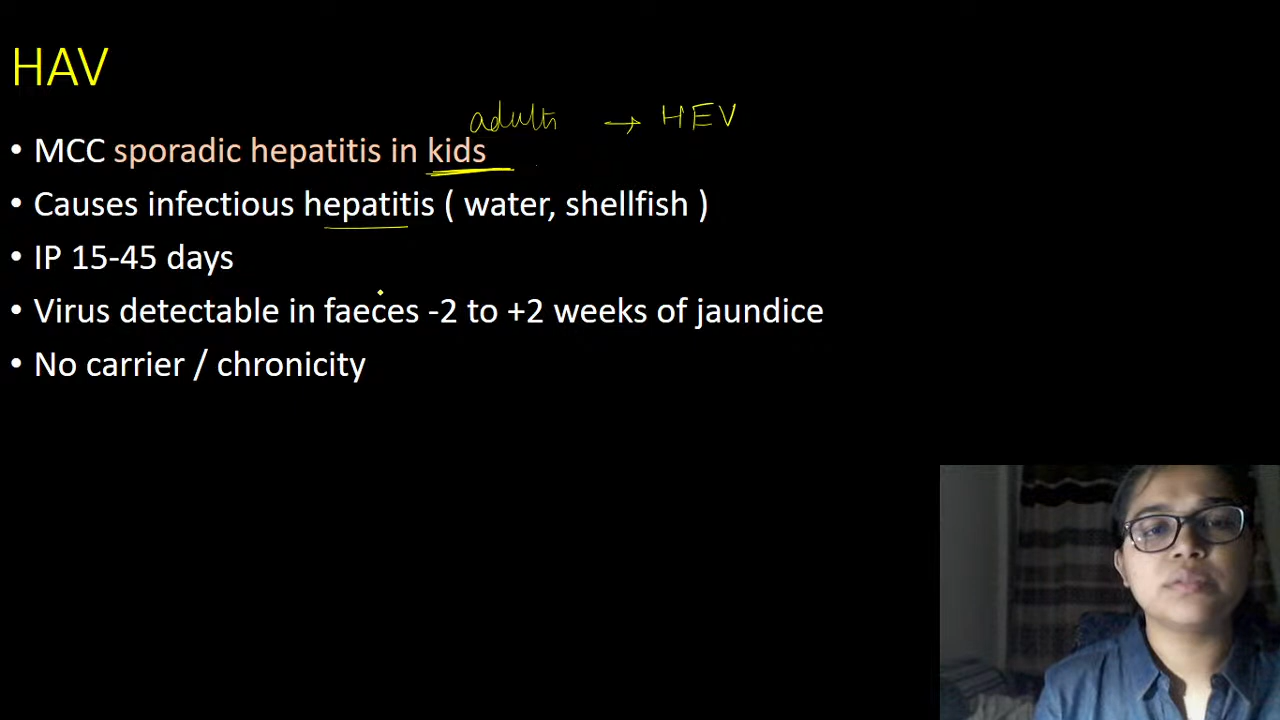 HAV
adults → HEV
• MCC sporadic hepatitis in kids
• Causes infectious hepatitis ( water, shellfish )
• IP 15-45 days
• Virus detectable in faeces -2 to +2 weeks of jaundice
• No carrier / chronicity